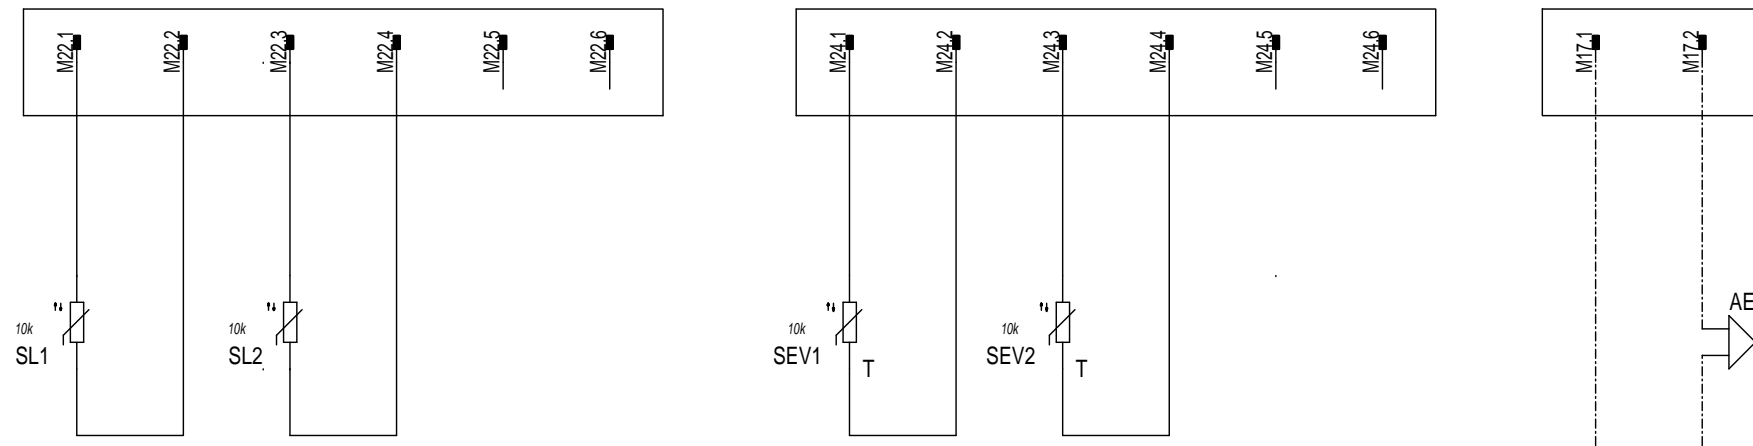 M22.1
M22.2
M22.3
M22.4
M22.5
M22.6
M24.1
M24.2
M24.3
M24.4
M24.5
M24.6
M17.1
M17.2
10k
SL1
10k
SL2
10k
SEV1
T
10k
SEV2
T
AE